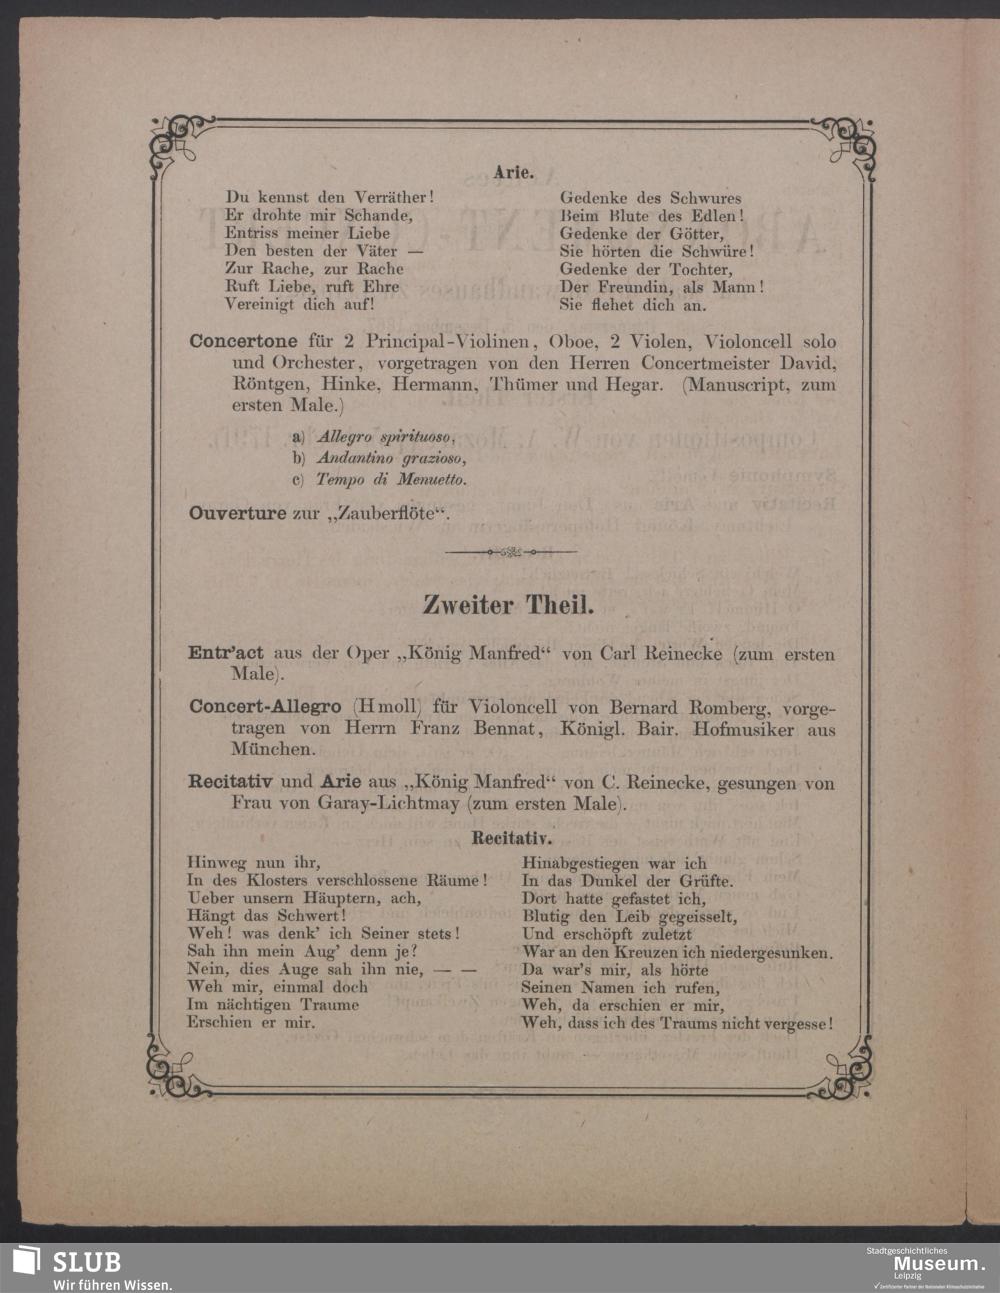 Arie.
Du kennst den Verräther!
Er drohte mir Schande,
Entriss meiner Liebe
Den besten der Väter —
Zur Rache, zur Rache
Ruft Liebe, ruft Ehre
Vereinigt dich auf!
Gedenke des Schwures
Beim Blute des Edlen!
Gedenke der Götter,
Sie hörten die Schwüre!
Gedenke der Tochter,
Der Freundin, als Mann!
Sie flehet dich an.
Concertone für 2 Principal-Violinen, Oboe, 2 Violen, Violoncell solo
und Orchester, vorgetragen von den Herren Concertmeister David,
Röntgen, Hinke, Hermann, Thümer und Hegar. (Manuscript, zum
ersten Male.)
a) Allegro spirituoso,
b) Andantino grazioso,
c) Tempo di Menuetto.
Ouverture zur „Zauberflöte“.
Zweiter Theil.
Entr’act aus der Oper „König Manfred“ von Carl Reinecke (zum ersten
Male).
Concert-Allegro (H moll) für Violoncell von Bernard Romberg, vorge-
tragen von Herrn Franz Bennat, Königl. Bair. Hofmusiker aus
München.
Recitativ und Arie aus „König Manfred“ von C. Reinecke, gesungen von
Frau von Garay-Lichtmay (zum ersten Male).
Recitativ.
Hinweg nun ihr,
In des Klosters verschlossene Räume!
Ueber unsern Häuptern, ach,
Hängt das Schwert!
Weh! was denk’ ich Seiner stets!
Sah ihn mein Aug’ denn je?
Nein, dies Auge sah ihn nie, — —
Weh mir, einmal doch
Im nächtigen Traume
Erschien er mir.
Hinabgestiegen war ich
In das Dunkel der Grüfte.
Dort hatte gefastet ich,
Blutig den Leib gegeisselt,
Und erschöpft zuletzt
War an den Kreuzen ich niedergesunken.
Da war’s mir, als hörte
Seinen Namen ich rufen,
Weh, da erschien er mir,
Weh, dass ich des Traums nicht vergesse!
SLUB
Wir führen Wissen.
Stadtgeschichtliches
Museum.
Leipzig